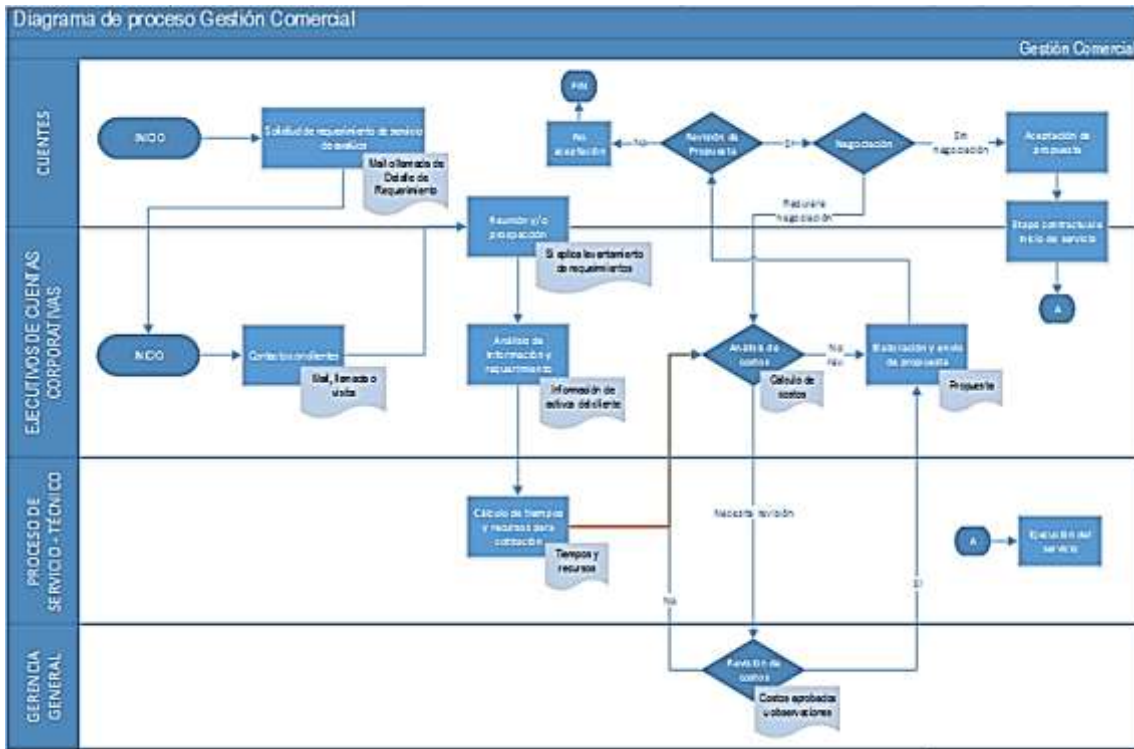 Diagrama de proceso Gestión Comercial
Gestión Comercial
CLIENTES
INICIO
Solicitud de requerimiento de servicio
de avalúo
Mail o llamada de
Detalle de
Requerimiento
FIN
No
aceptación
No
Revisión de
Propuesta
Si
Negociación
Sin
negociación
Aceptación de
propuesta
Requiere
negociación
Etapa contractual e
inicio de servicio
A
EJECUTIVOS DE CUENTAS
CORPORATIVAS
Reunión y/o
prospección
Si aplica levantamiento
de requerimientos
INICIO
Contacto con clientes
Mail, llamada o
visita
Análisis de
información y
requerimiento
Información de
activos del cliente
Análisis de
costos
Cálculo de
costos
No
Elaboración y envío
de propuesta
Propuesta
PROCESO DE
SERVICIO - TÉCNICO
Cálculo de tiempos
y recursos para
cotización
Tiempos y
recursos
Necesita revisión
No
Si
A
Ejecución del
servicio
GERENCIA
GENERAL
Revisión de
costos
Costos aprobados
u observaciones